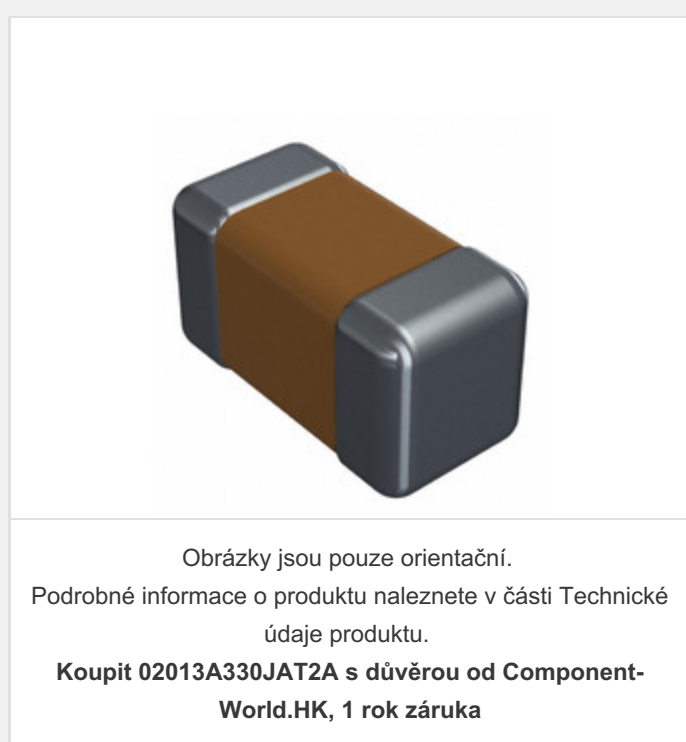 Obrázky jsou pouze orientační.
Podrobné informace o produktu naleznete v části Technické
údaje produktu.
Koupit 02013A330JAT2A s důvěrou od Component-
World.HK, 1 rok záruka